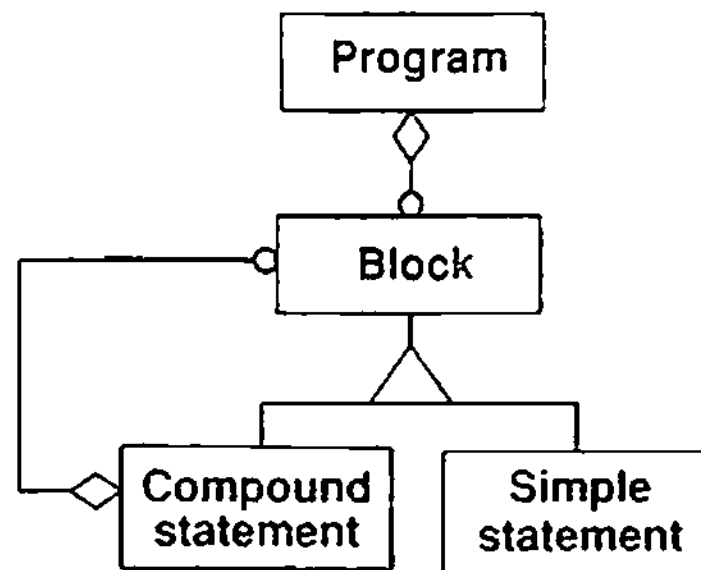 Program
Block
Compound
statement
Simple
statement